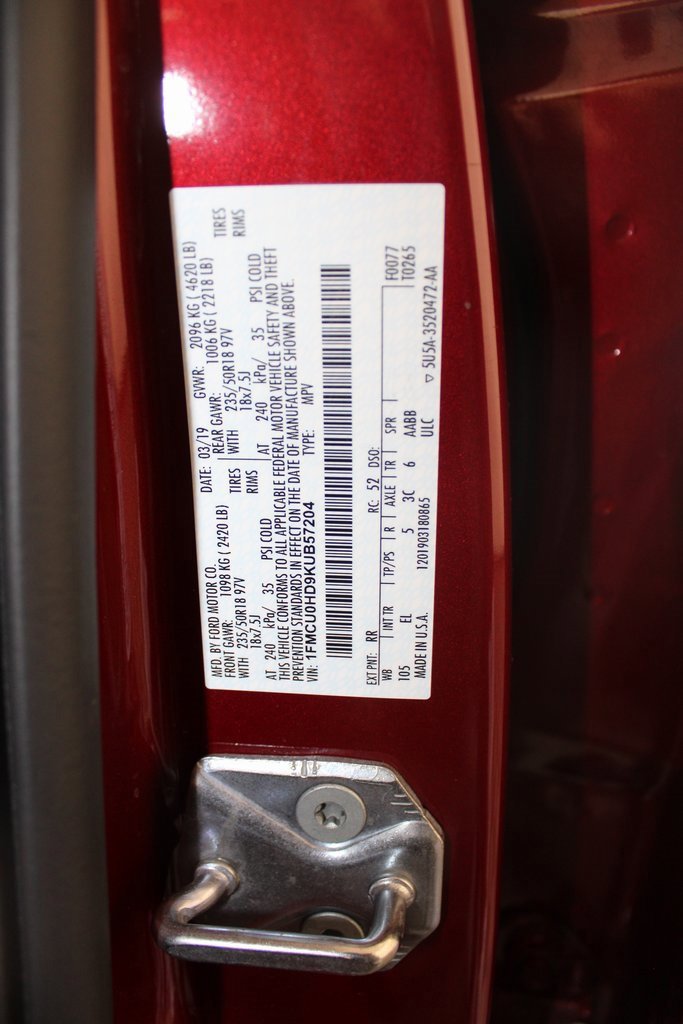 MFD. BY FORD MOTOR CO.
DATE: 03/19 GVWR: 2096 KG ( 4620 LB)
FRONT GAWR: 1098 KG ( 2420 LB) REAR GAWR: 1006 KG ( 2218 LB)
WITH 235/50R18 97V TIRES WITH 235/50R18 97V TIRES
18x7.5J RIMS 18x7.5J RIMS
AT 240 kPa/ 35 PSI COLD AT 240 kPa/ 35 PSI COLD
THIS VEHICLE CONFORMS TO ALL APPLICABLE FEDERAL MOTOR VEHICLE SAFETY AND THEFT
PREVENTION STANDARDS IN EFFECT ON THE DATE OF MANUFACTURE SHOWN ABOVE.
VIN: 1FMCU0HD9KUB57204 TYPE: MPV
EXT PNT: RR RC: 52 DSO: F0077
WB INT TR TP/PS R AXLE TR SPR T0265
105 EL 5 3C 6 AABB
MADE IN U.S.A. 1201903180865 ULC 5U5A-3520472-AA